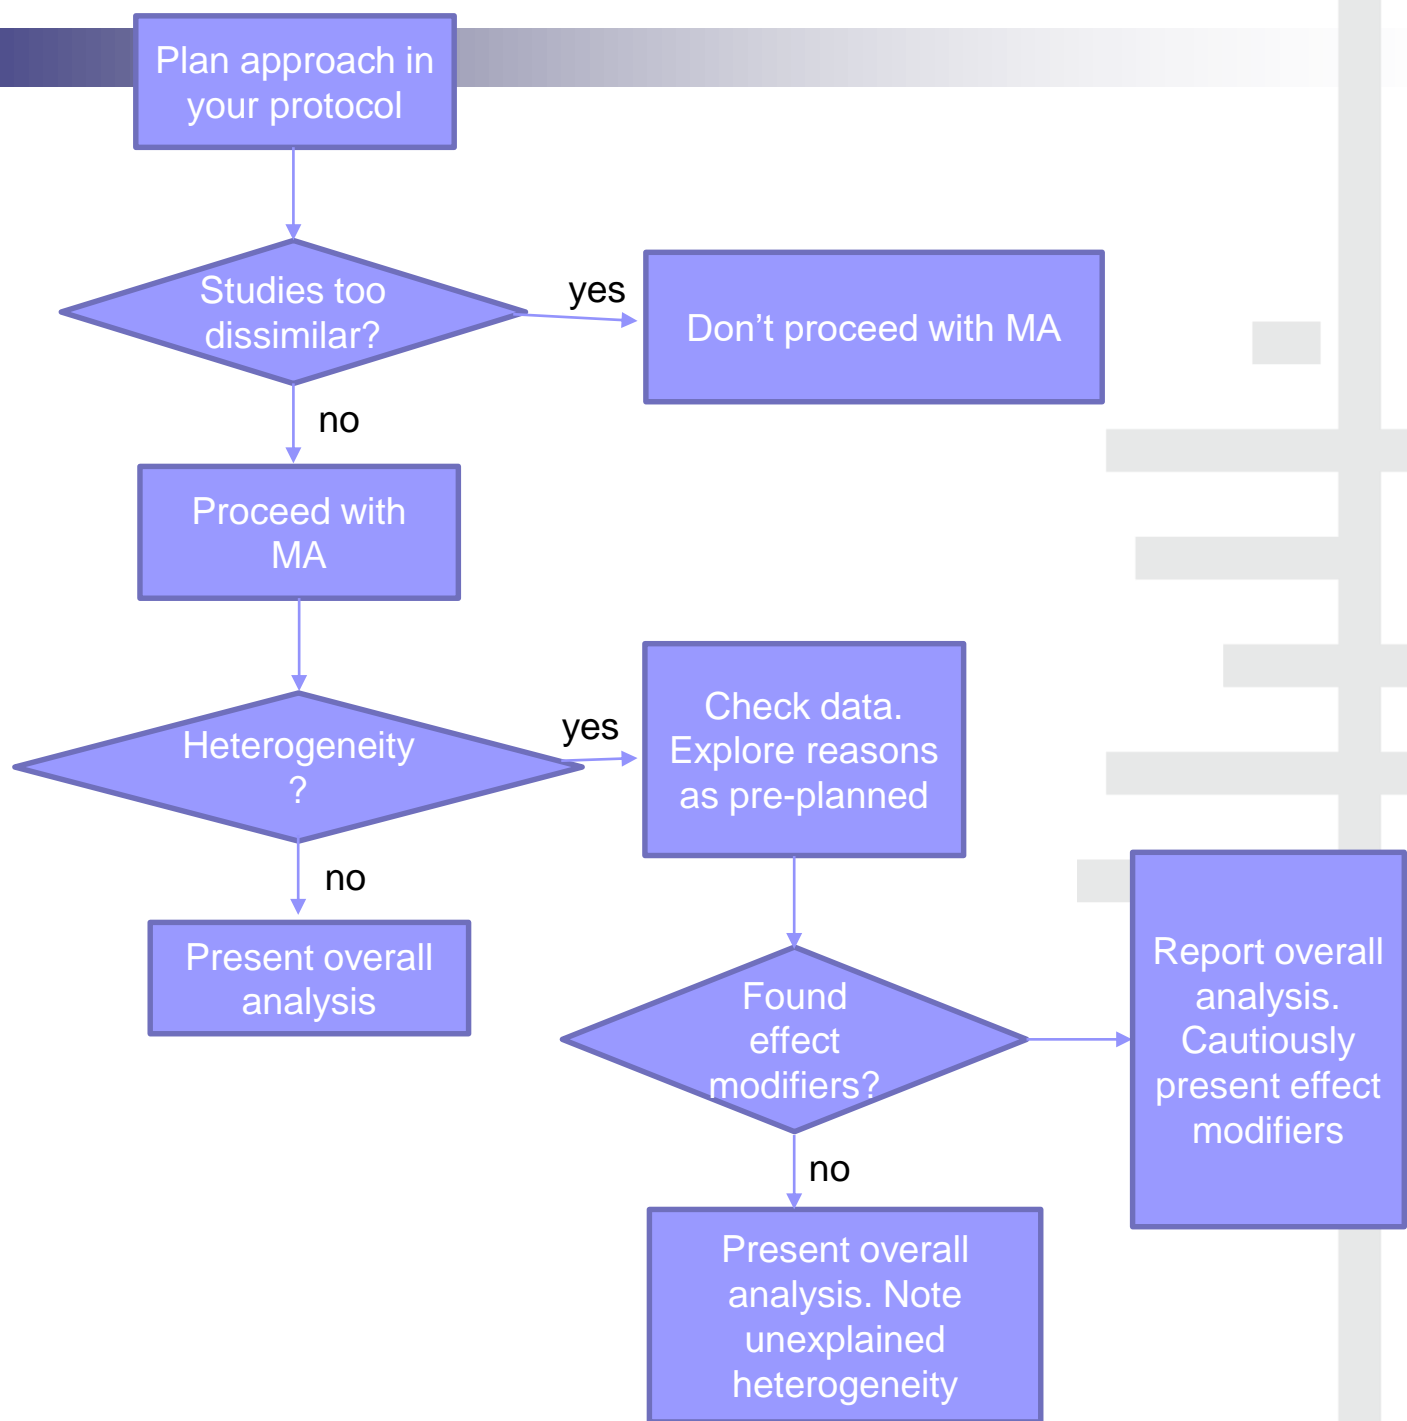 Plan approach in
your protocol
Studies too
dissimilar?
yes
Don’t proceed with MA
no
Proceed with
MA
Heterogeneity
?
yes
Check data.
Explore reasons
as pre-planned
no
Present overall
analysis
Found
effect
modifiers?
Report overall
analysis.
Cautiously
present effect
modifiers
no
Present overall
analysis. Note
unexplained
heterogeneity